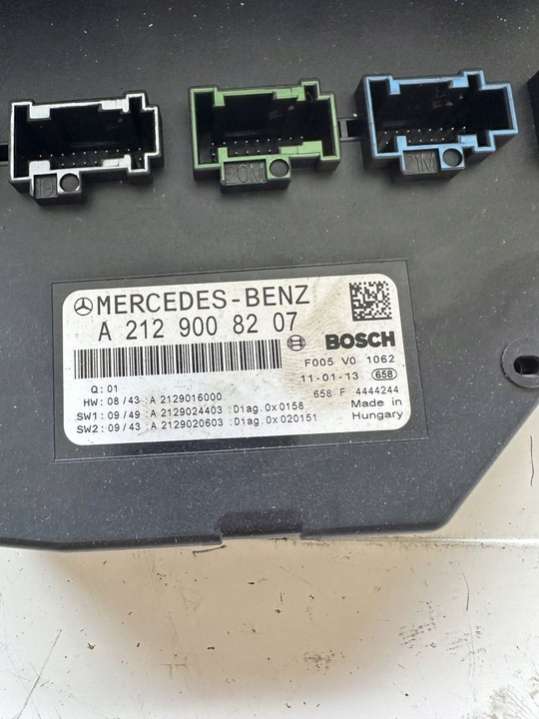 MERCEDES-BENZ
A 212 900 82 07
BOSCH
F005 V0 1062
Q: 01
11-01-13 658
HW: 08/43 :A 2129016000
658 F 4444244
SW1: 09/49 :A 2129024403 :Diag.0x0158
Made in
SW2: 09/43 :A 2129020603 :Diag.0x020151
Hungary